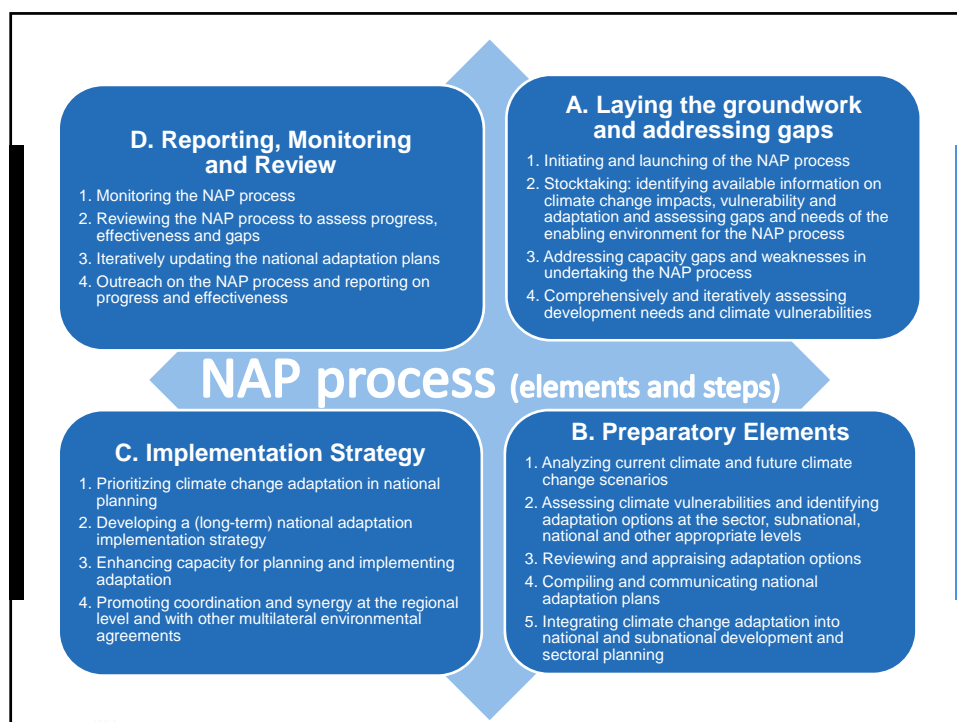 A. Laying the groundwork
and addressing gaps
1. Initiating and launching of the NAP process
2. Stocktaking: identifying available information on
climate change impacts, vulnerability and
adaptation and assessing gaps and needs of the
enabling environment for the NAP process
3. Addressing capacity gaps and weaknesses in
undertaking the NAP process
4. Comprehensively and iteratively assessing
development needs and climate vulnerabilities
B. Preparatory Elements
1. Analyzing current climate and future climate
change scenarios
2. Assessing climate vulnerabilities and identifying
adaptation options at the sector, subnational,
national and other appropriate levels
3. Reviewing and appraising adaptation options
4. Compiling and communicating national
adaptation plans
5. Integrating climate change adaptation into
national and subnational development and
sectoral planning
C. Implementation Strategy
1. Prioritizing climate change adaptation in national
planning
2. Developing a (long-term) national adaptation
implementation strategy
3. Enhancing capacity for planning and implementing
adaptation
4. Promoting coordination and synergy at the regional
level and with other multilateral environmental
agreements
D. Reporting, Monitoring
and Review
1. Monitoring the NAP process
2. Reviewing the NAP process to assess progress,
effectiveness and gaps
3. Iteratively updating the national adaptation plans
4. Outreach on the NAP process and reporting on
progress and effectiveness
NAP process (elements and steps)